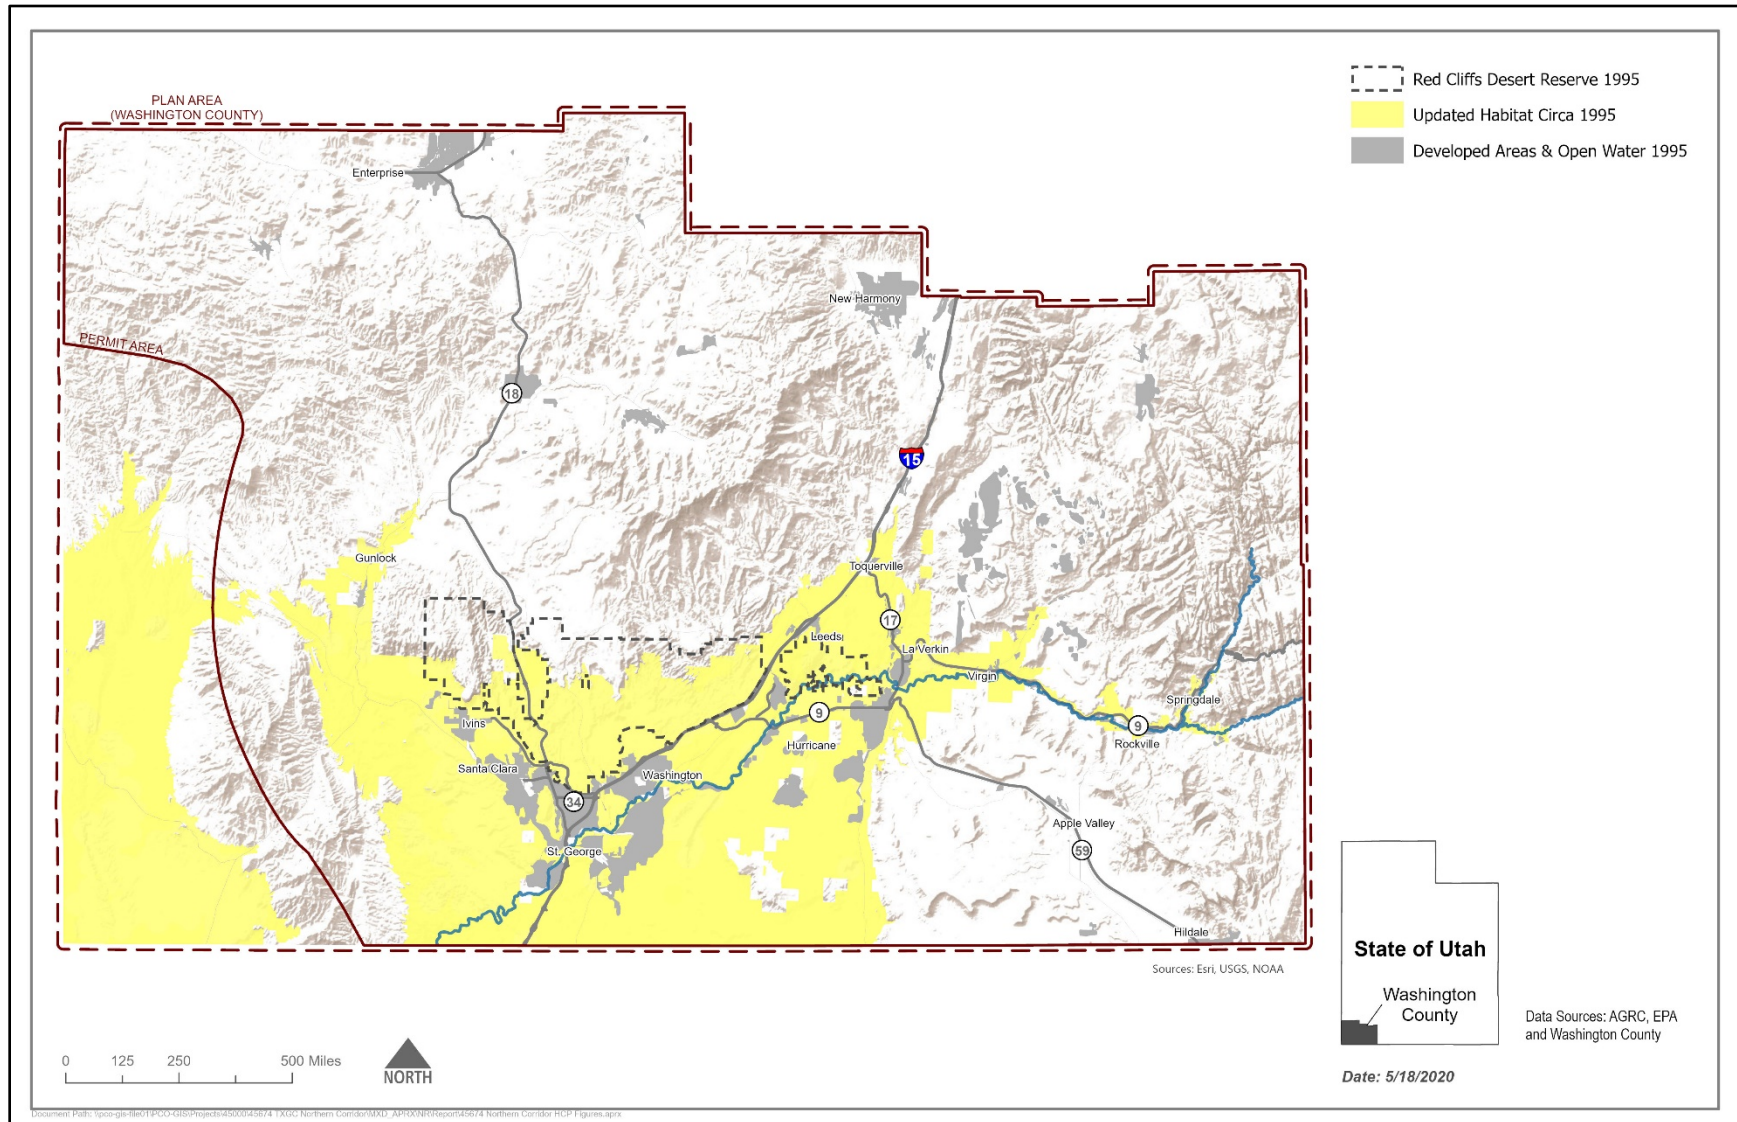 Red Cliffs Desert Reserve 1995
Updated Habitat Circa 1995
Developed Areas & Open Water 1995
PLAN AREA
(WASHINGTON COUNTY)
Enterprise
New Harmony
PERMIT AREA
18
15
Gunlock
Toquerville
17
Leeds
La Verkin
Virgin
Springdale
Ivins
9
9
Rockville
Hurricane
Santa Clara
Washington
34
Apple Valley
St. George
59
Hildale
Sources: Esri, USGS, NOAA
State of Utah
Washington
County
Data Sources: AGRC, EPA
and Washington County
0 125 250 500 Miles
NORTH
Date: 5/18/2020